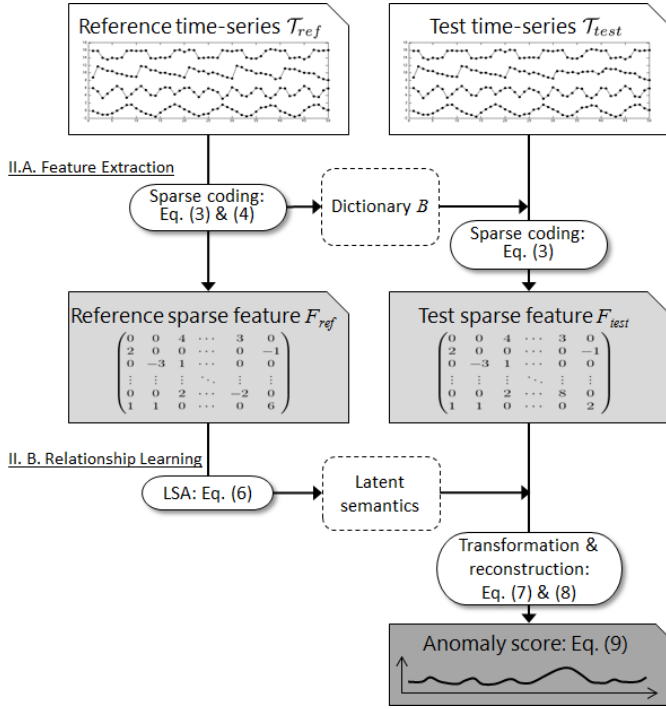 Reference time-series 𝒯ref
Test time-series 𝒯test
II.A. Feature Extraction
Sparse coding:
Eq. (3) & (4)
Dictionary B
Sparse coding:
Eq. (3)
Reference sparse feature Fref
0 0 4 ⋯ 3 0
2 0 0 ⋯ 0 −1
0 −3 1 ⋯ 0 0
⋮ ⋮ ⋮ ⋱ ⋮ ⋮
0 0 2 ⋯ −2 0
1 1 0 ⋯ 0 6
Test sparse feature Ftest
0 0 4 ⋯ 3 0
2 0 0 ⋯ 0 −1
0 −3 1 ⋯ 0 0
⋮ ⋮ ⋮ ⋱ ⋮ ⋮
0 0 2 ⋯ 8 0
1 1 0 ⋯ 0 2
II. B. Relationship Learning
LSA: Eq. (6)
Latent
semantics
Transformation &
reconstruction:
Eq. (7) & (8)
Anomaly score: Eq. (9)